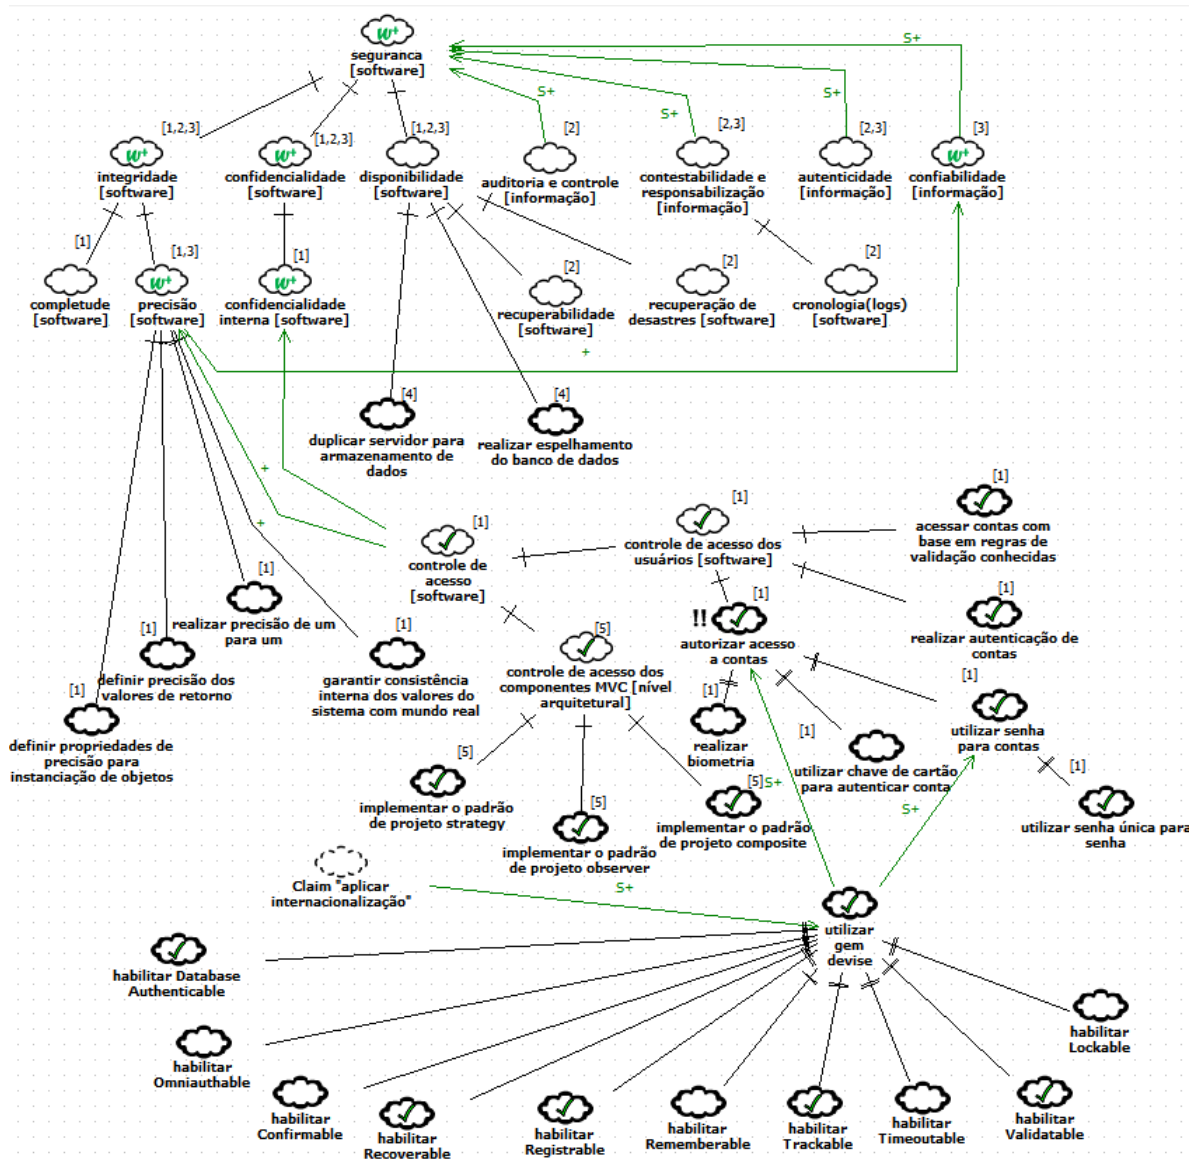 w+
seguranca
[software]
S+
S+
S+
S+
[1,2,3]
[1,2,3]
[1,2,3]
[2]
[2,3]
[2,3]
[3]
w+
w+
w+
integridade
[software]
confidencialidade
[software]
disponibilidade
[software]
auditoria e controle
[informação]
contestabilidade e
responsabilização
[informação]
autenticidade
[informação]
confiabilidade
[informação]
[1]
[1,3]
[1]
[2]
[2]
[2]
w+
w+
completude
[software]
precisão
[software]
confidencialidade
interna [software]
recuperabilidade
[software]
recuperação de
desastres [software]
cronologia(logs)
[software]
+
[4]
[4]
duplicar servidor para
armazenamento de
dados
realizar espelhamento
do banco de dados
+
+
[1]
[1]
[1]
controle de
acesso
[software]
controle de acesso dos
usuários [software]
acessar contas com
base em regras de
validação conhecidas
[1]
realizar precisão de um
para um
[1]
definir precisão dos
valores de retorno
[1]
garantir consistência
interna dos valores do
sistema com mundo real
[1]
definir propriedades de
precisão para
instanciação de objetos
[5]
controle de acesso dos
componentes MVC [nível
arquitetural]
!!
[1]
autorizar acesso
a contas
[1]
realizar autenticação de
contas
[1]
realizar
biometria
[1]
utilizar chave de cartão
para autenticar conta
[1]
utilizar senha
para contas
[1]
utilizar senha única para
senha
[5]
implementar o padrão
de projeto strategy
[5]
implementar o padrão
de projeto observer
[5]
implementar o padrão
de projeto composite
S+
S+
Claim "aplicar
internacionalização"
S+
utilizar
gem
devise
habilitar Database
Authenticable
habilitar
Omniauthable
habilitar
Confirmable
habilitar
Recoverable
habilitar
Registrable
habilitar
Rememberable
habilitar
Trackable
habilitar
Timeoutable
habilitar
Validatable
habilitar
Lockable